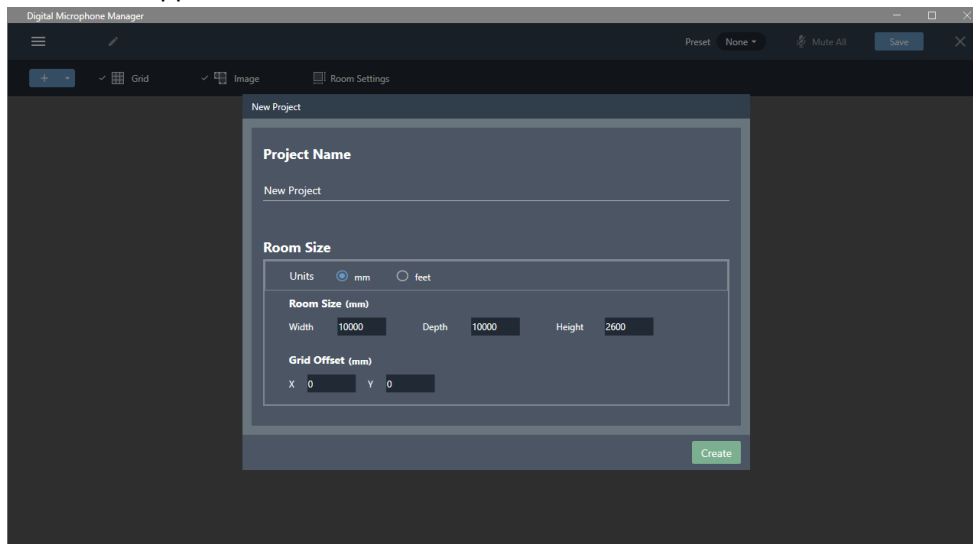 Digital Microphone Manager
Preset None Mute All Save
+ Grid Image Room Settings
New Project
Project Name
New Project
Room Size
Units mm feet
Room Size (mm)
Width 10000 Depth 10000 Height 2600
Grid Offset (mm)
X 0 Y 0
Create